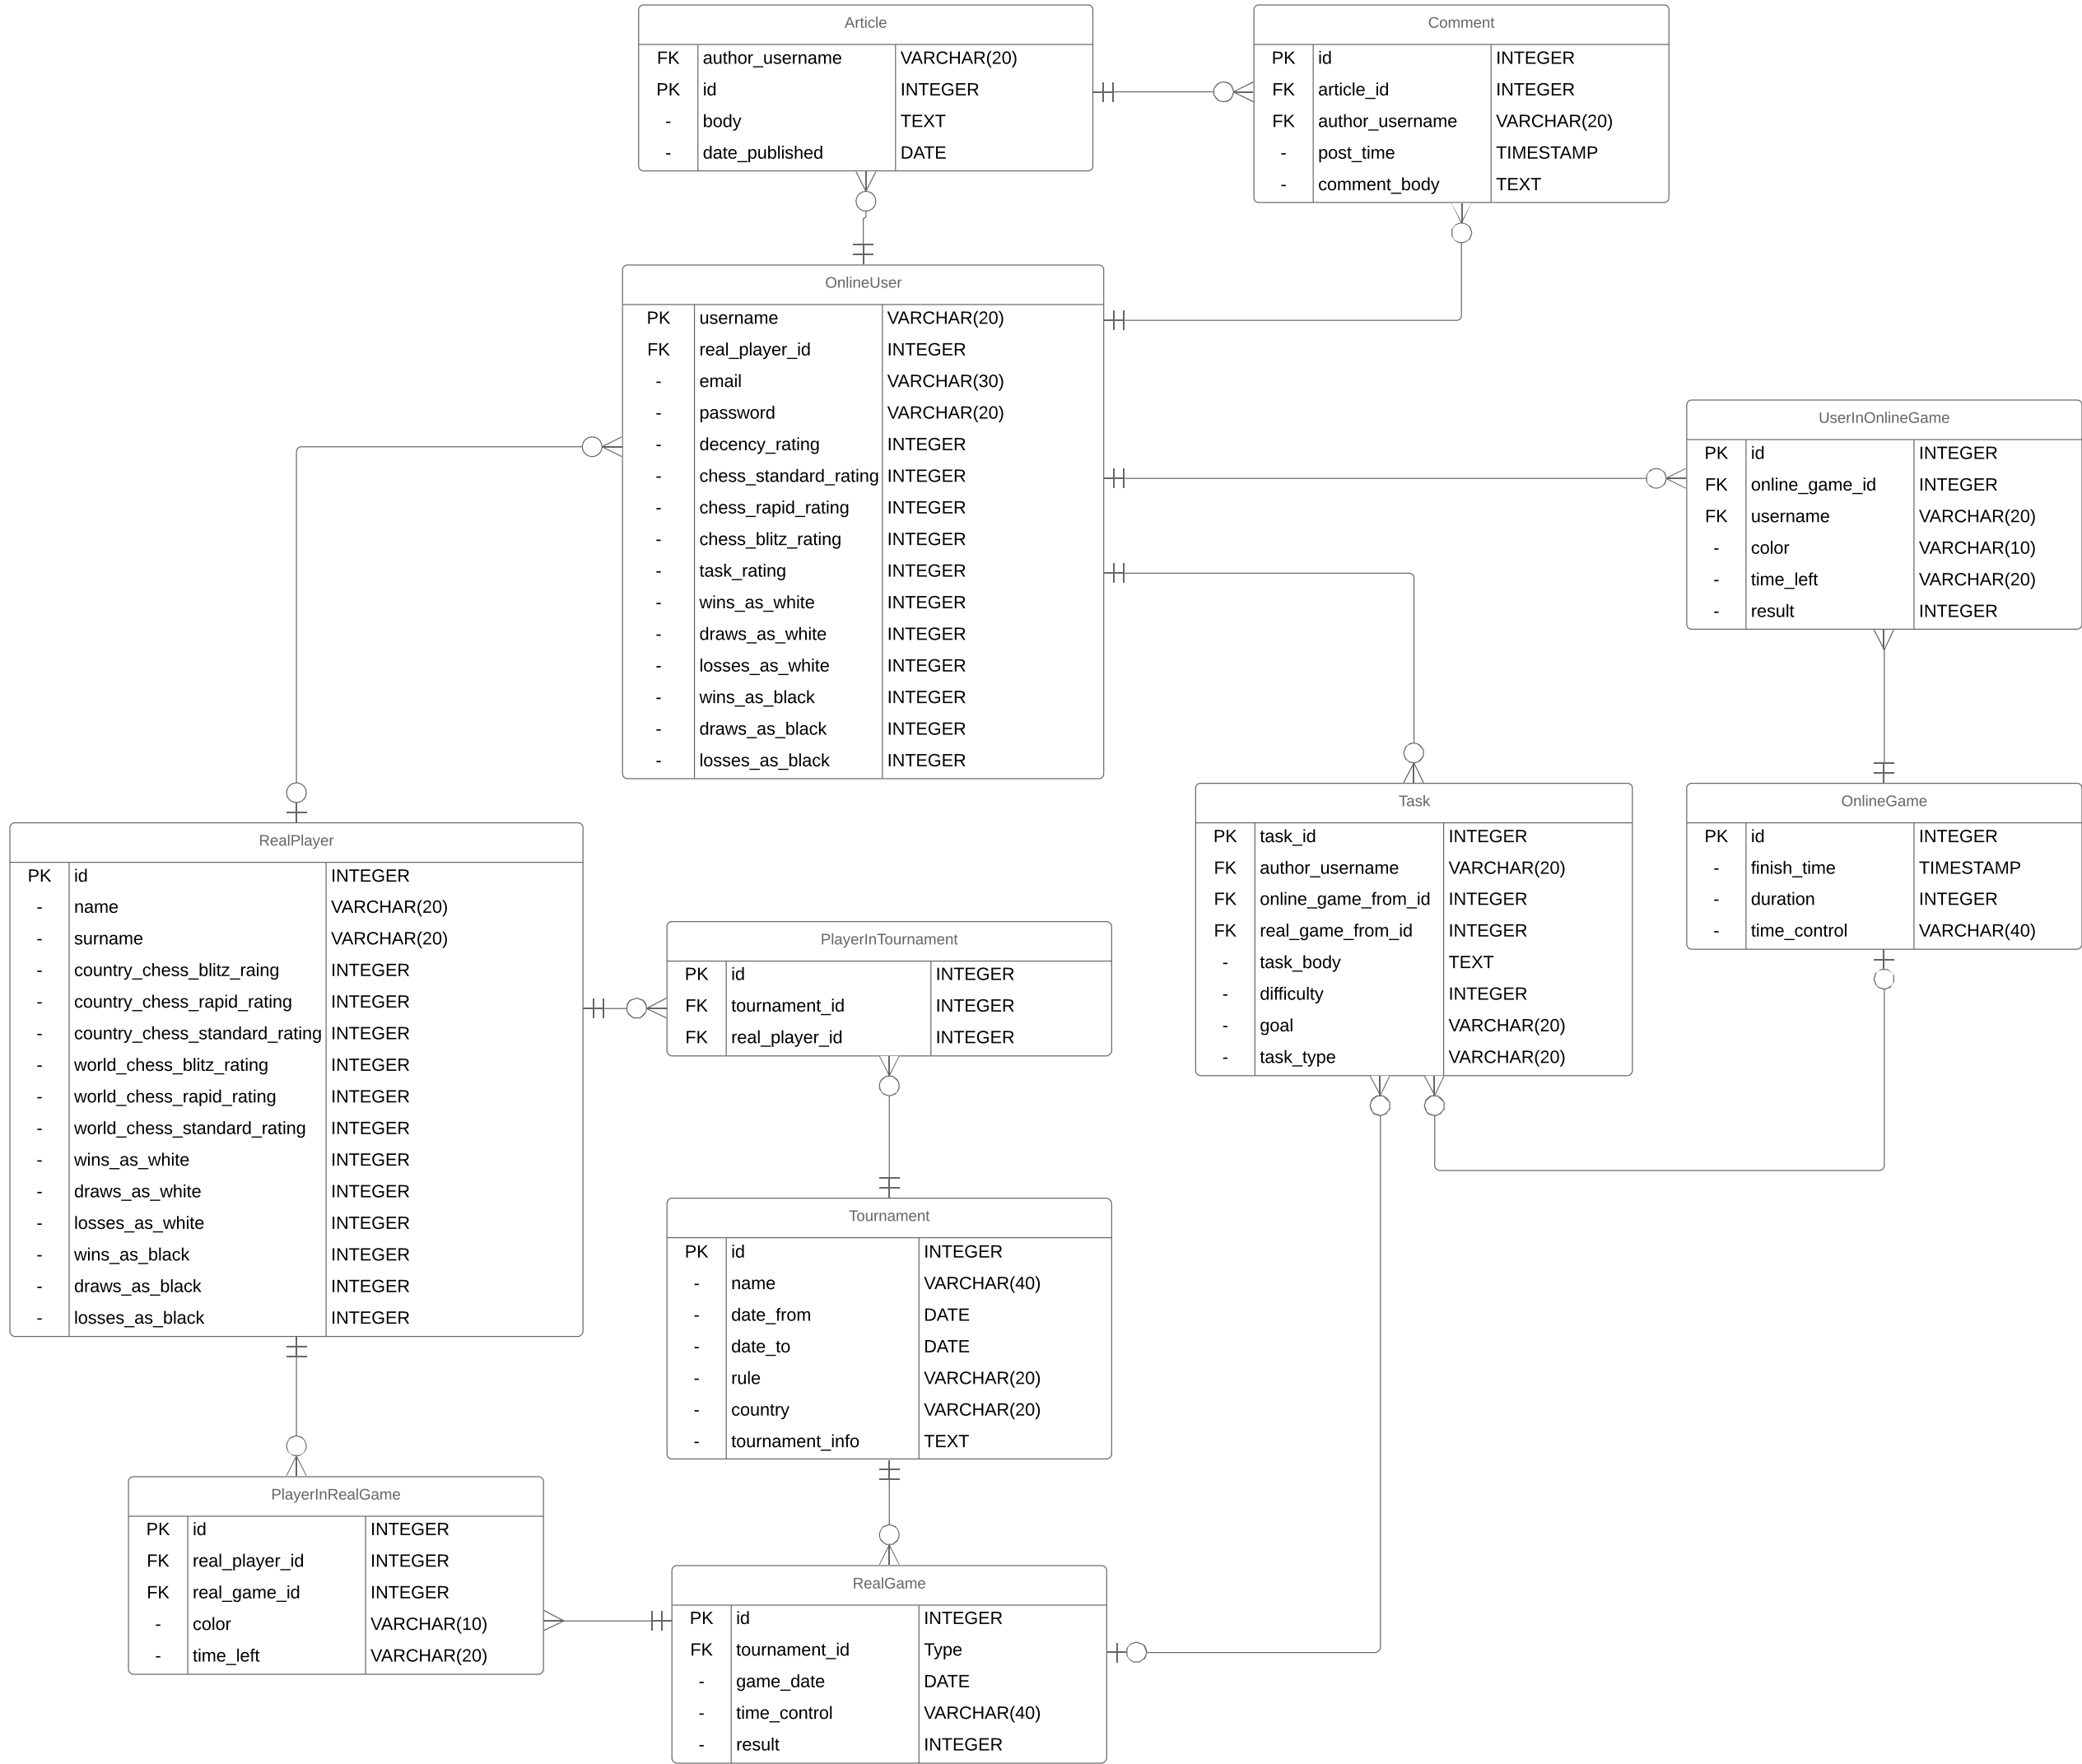 Article
FK author_username VARCHAR(20)
PK id INTEGER
- body TEXT
- date_published DATE
Comment
PK id INTEGER
FK article_id INTEGER
FK author_username VARCHAR(20)
- post_time TIMESTAMP
- comment_body TEXT
OnlineUser
PK username VARCHAR(20)
FK real_player_id INTEGER
- email VARCHAR(30)
- password VARCHAR(20)
- decency_rating INTEGER
- chess_standard_rating INTEGER
- chess_rapid_rating INTEGER
- chess_blitz_rating INTEGER
- task_rating INTEGER
- wins_as_white INTEGER
- draws_as_white INTEGER
- losses_as_white INTEGER
- wins_as_black INTEGER
- draws_as_black INTEGER
- losses_as_black INTEGER
UserInOnlineGame
PK id INTEGER
FK online_game_id INTEGER
FK username VARCHAR(20)
- color VARCHAR(10)
- time_left VARCHAR(20)
- result INTEGER
Task
PK task_id INTEGER
FK author_username VARCHAR(20)
FK online_game_from_id INTEGER
FK real_game_from_id INTEGER
- task_body TEXT
- difficulty INTEGER
- goal VARCHAR(20)
- task_type VARCHAR(20)
OnlineGame
PK id INTEGER
- finish_time TIMESTAMP
- duration INTEGER
- time_control VARCHAR(40)
RealPlayer
PK id INTEGER
- name VARCHAR(20)
- surname VARCHAR(20)
- country_chess_blitz_raing INTEGER
- country_chess_rapid_rating INTEGER
- country_chess_standard_rating INTEGER
- world_chess_blitz_rating INTEGER
- world_chess_rapid_rating INTEGER
- world_chess_standard_rating INTEGER
- wins_as_white INTEGER
- draws_as_white INTEGER
- losses_as_white INTEGER
- wins_as_black INTEGER
- draws_as_black INTEGER
- losses_as_black INTEGER
PlayerInTournament
PK id INTEGER
FK tournament_id INTEGER
FK real_player_id INTEGER
Tournament
PK id INTEGER
- name VARCHAR(40)
- date_from DATE
- date_to DATE
- rule VARCHAR(20)
- country VARCHAR(20)
- tournament_info TEXT
PlayerInRealGame
PK id INTEGER
FK real_player_id INTEGER
FK real_game_id INTEGER
- color VARCHAR(10)
- time_left VARCHAR(20)
RealGame
PK id INTEGER
FK tournament_id Type
- game_date DATE
- time_control VARCHAR(40)
- result INTEGER